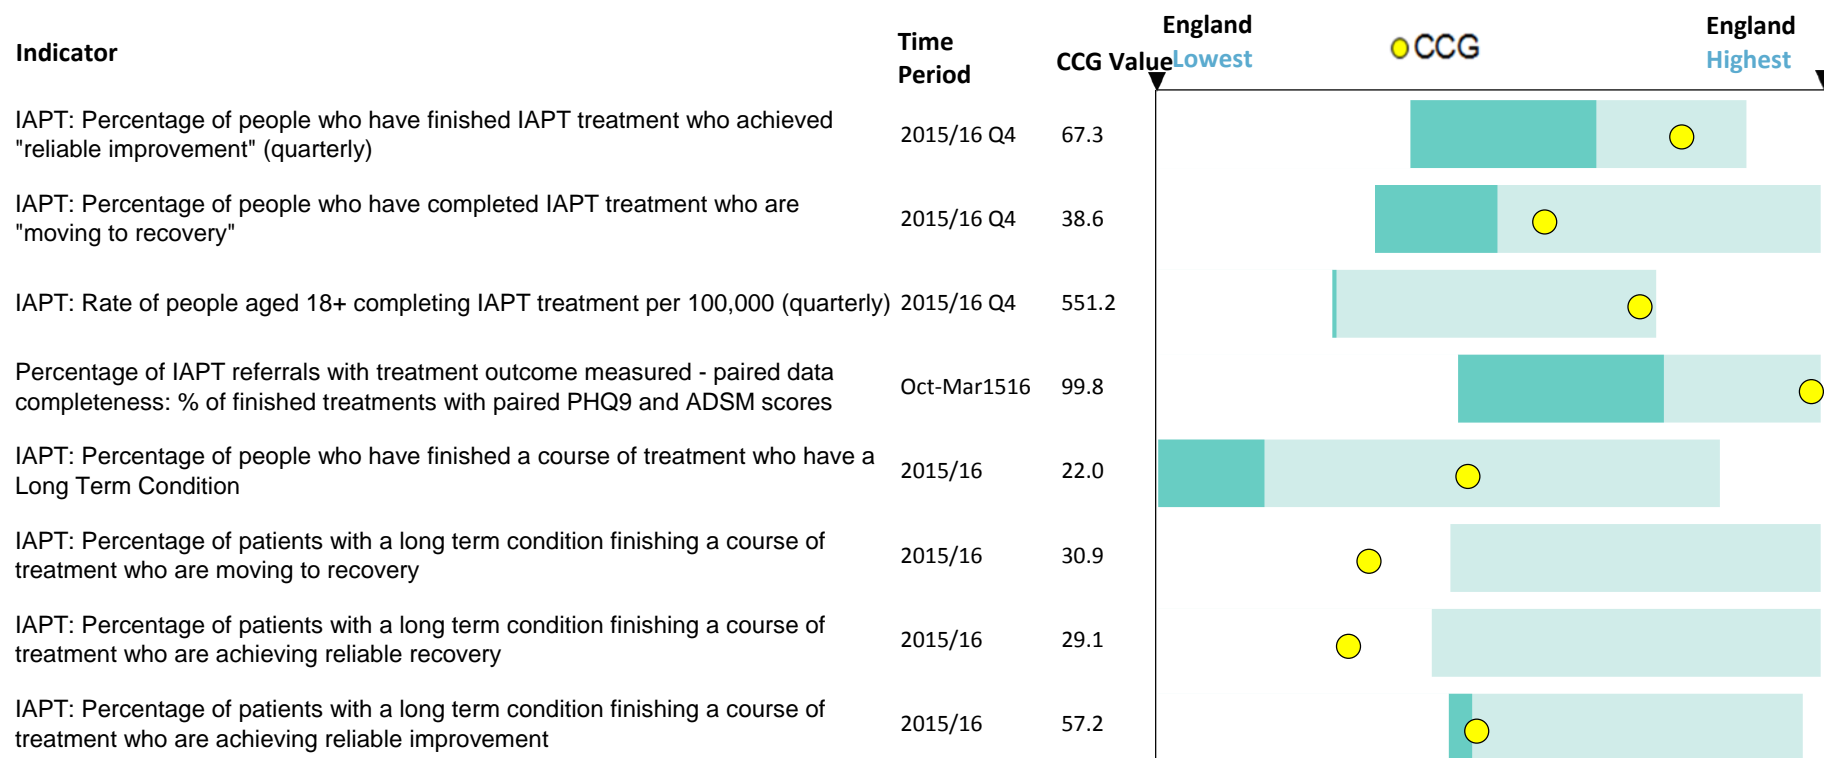 Indicator
Time Period
CCG Value
England Lowest
CCG
England Highest
IAPT: Percentage of people who have finished IAPT treatment who achieved
"reliable improvement" (quarterly)
2015/16 Q4
67.3
IAPT: Percentage of people who have completed IAPT treatment who are
"moving to recovery"
2015/16 Q4
38.6
IAPT: Rate of people aged 18+ completing IAPT treatment per 100,000 (quarterly)
2015/16 Q4
551.2
Percentage of IAPT referrals with treatment outcome measured - paired data
completeness: % of finished treatments with paired PHQ9 and ADSM scores
Oct-Mar1516
99.8
IAPT: Percentage of people who have finished a course of treatment who have a
Long Term Condition
2015/16
22.0
IAPT: Percentage of patients with a long term condition finishing a course of
treatment who are moving to recovery
2015/16
30.9
IAPT: Percentage of patients with a long term condition finishing a course of
treatment who are achieving reliable recovery
2015/16
29.1
IAPT: Percentage of patients with a long term condition finishing a course of
treatment who are achieving reliable improvement
2015/16
57.2